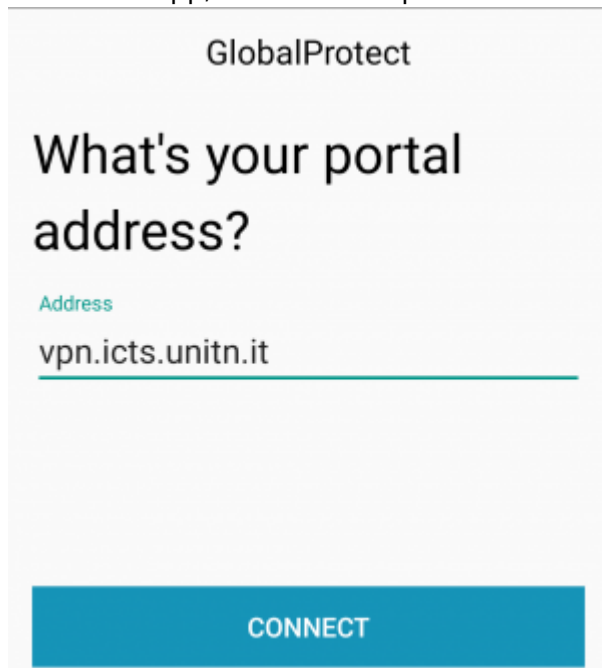 GlobalProtect
What's your portal
address?
Address
vpn.icts.unitn.it
CONNECT